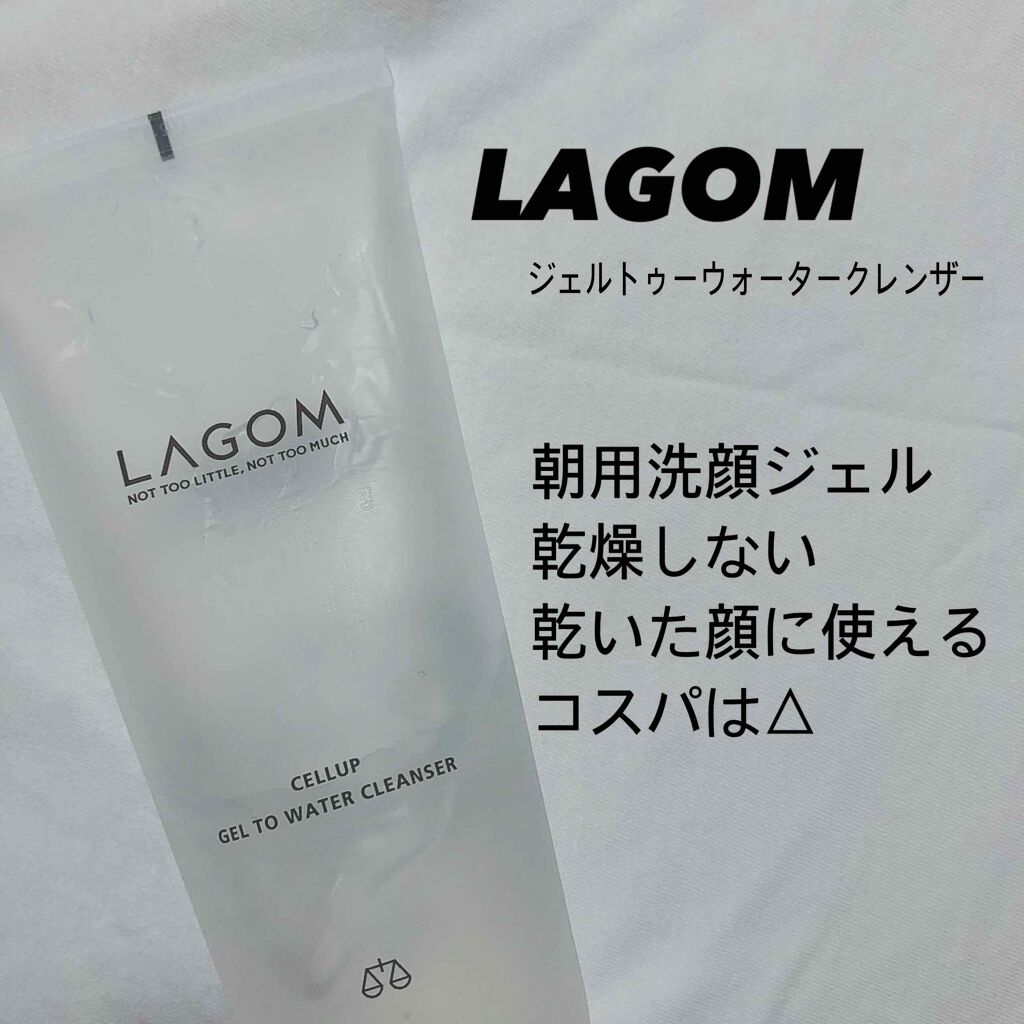 LAGOM
ジェルトゥーウォータークレンザー
朝用洗顔ジェル
乾燥しない
乾いた顔に使える
コスパは△
LAGOM
NOT TOO LITTLE, NOT TOO MUCH
CELLUP
GEL TO WATER CLEANSER